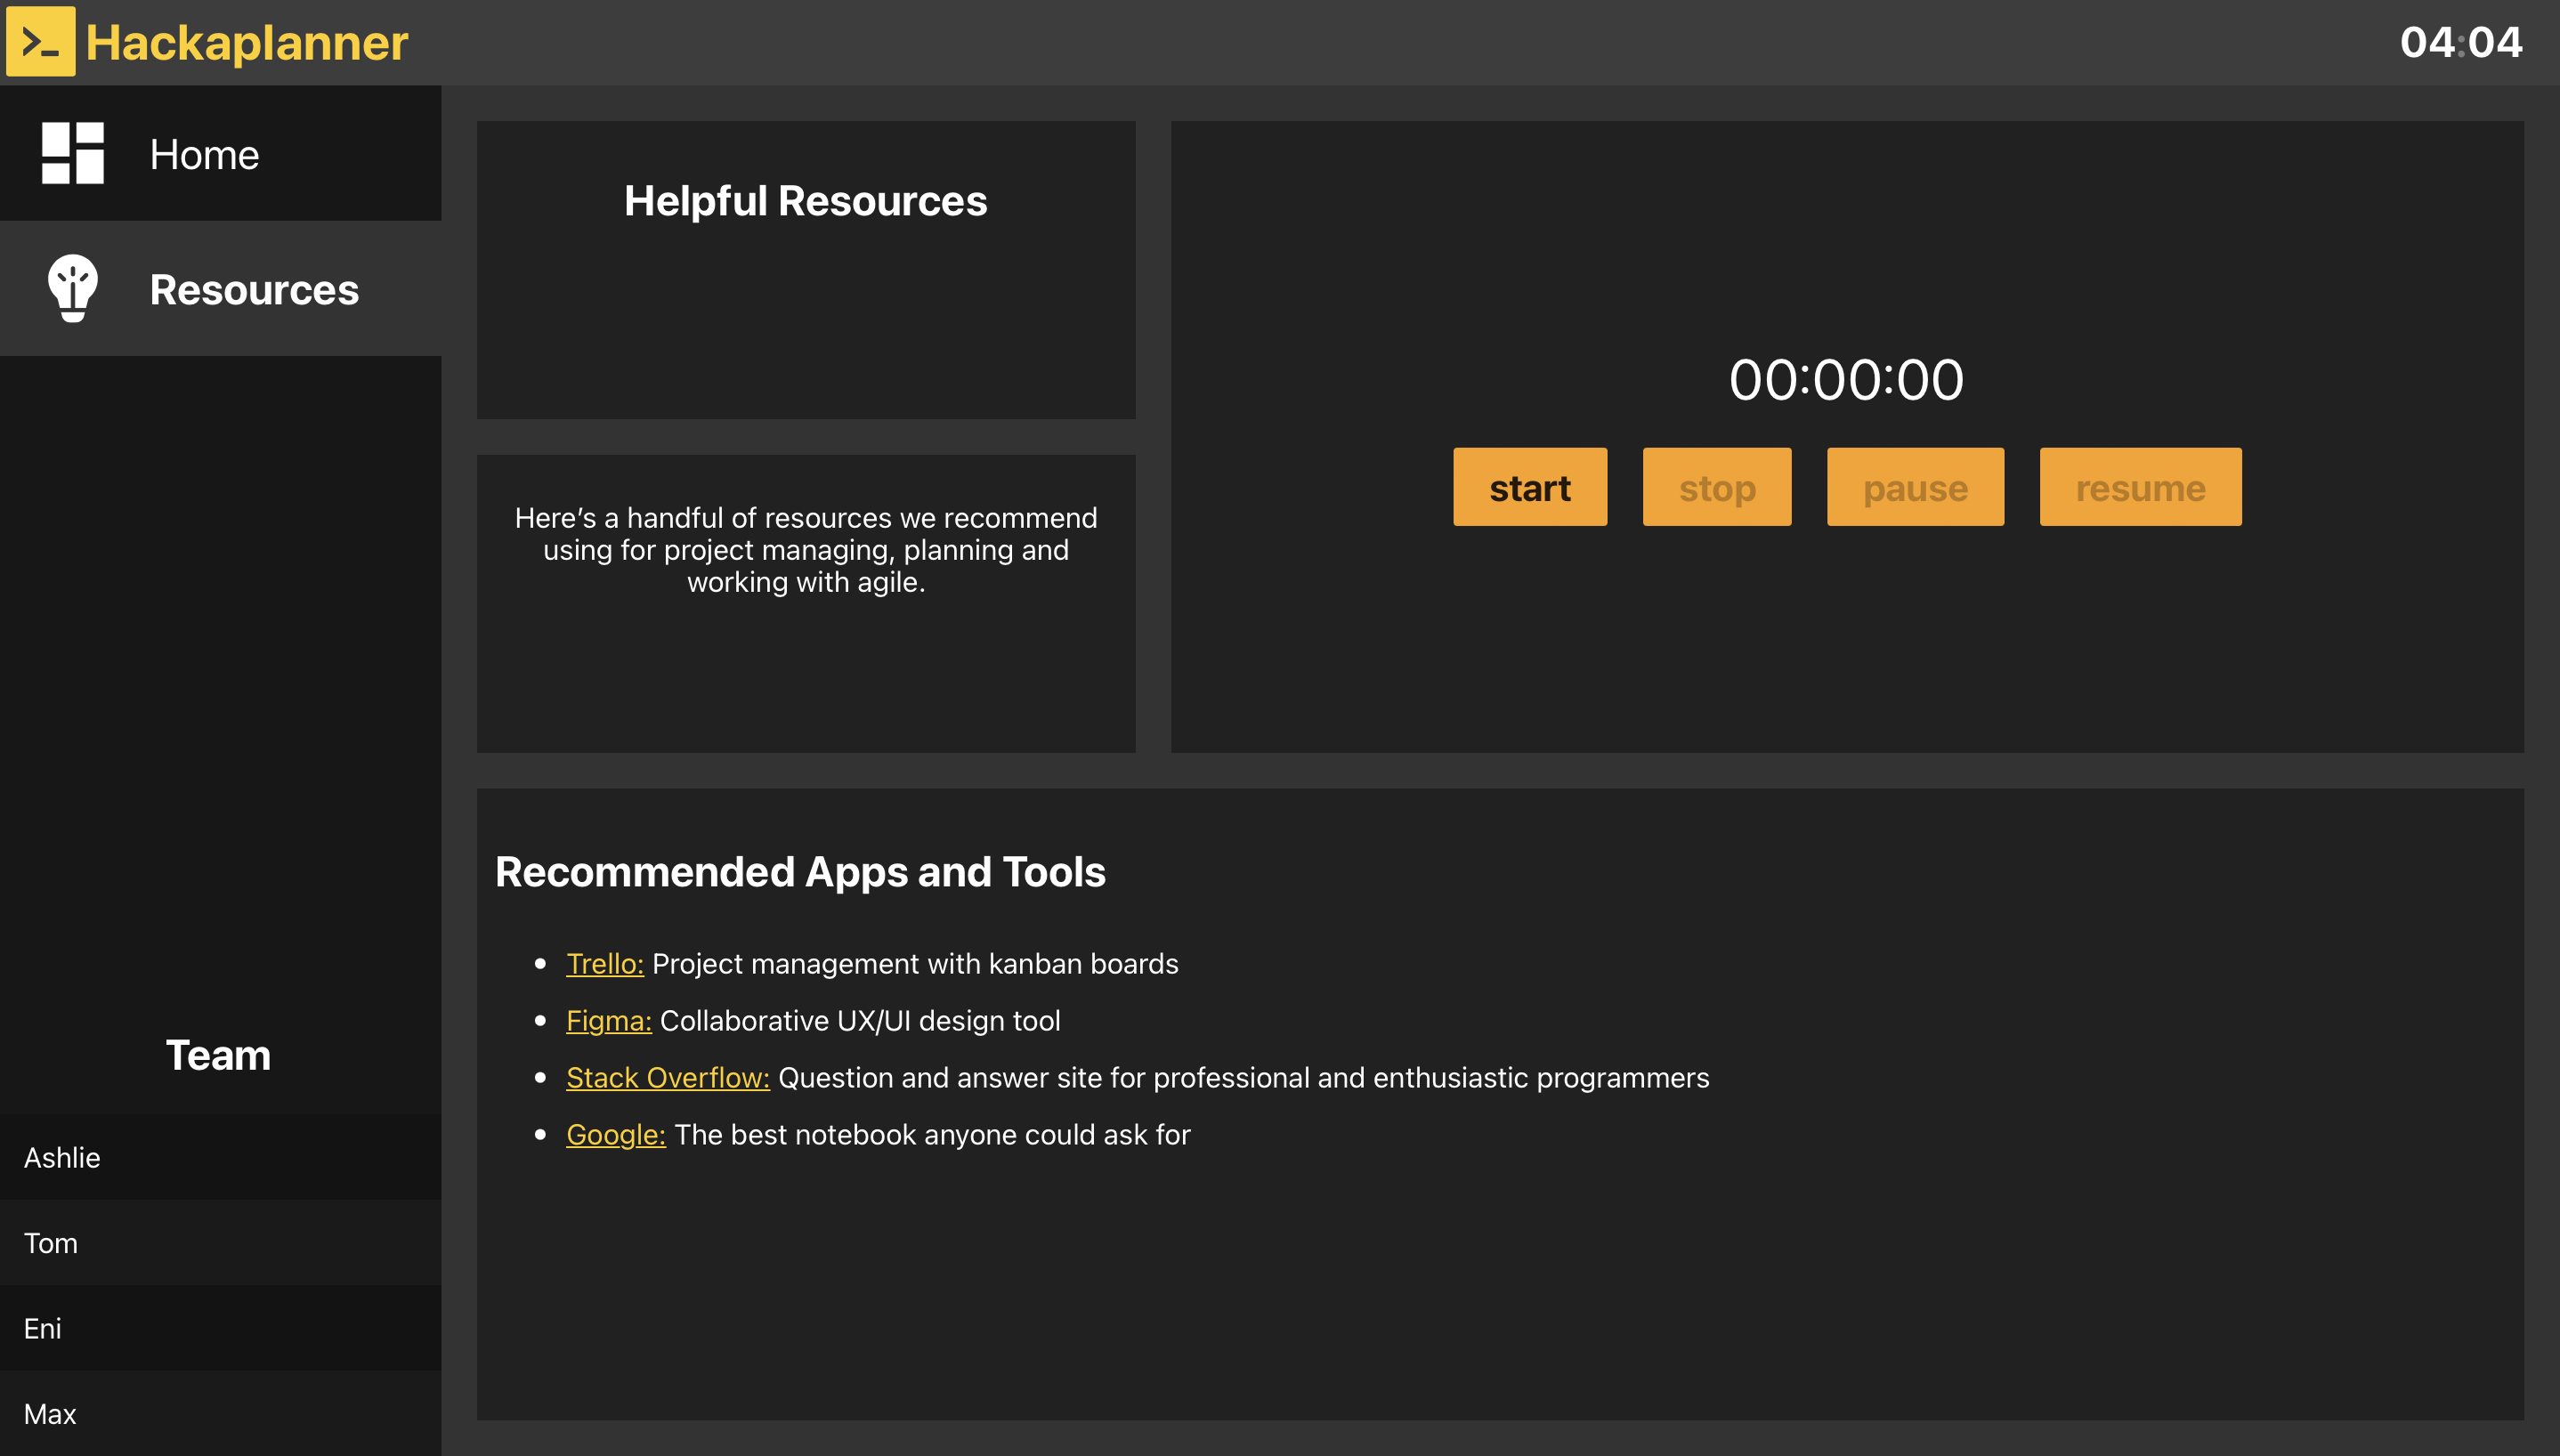 Hackaplanner
04:04
Home
Resources
Helpful Resources
Here’s a handful of resources we recommend
using for project managing, planning and
working with agile.
00:00:00
start stop pause resume
Recommended Apps and Tools
• Trello: Project management with kanban boards
• Figma: Collaborative UX/UI design tool
• Stack Overflow: Question and answer site for professional and enthusiastic programmers
• Google: The best notebook anyone could ask for
Team
Ashlie
Tom
Eni
Max